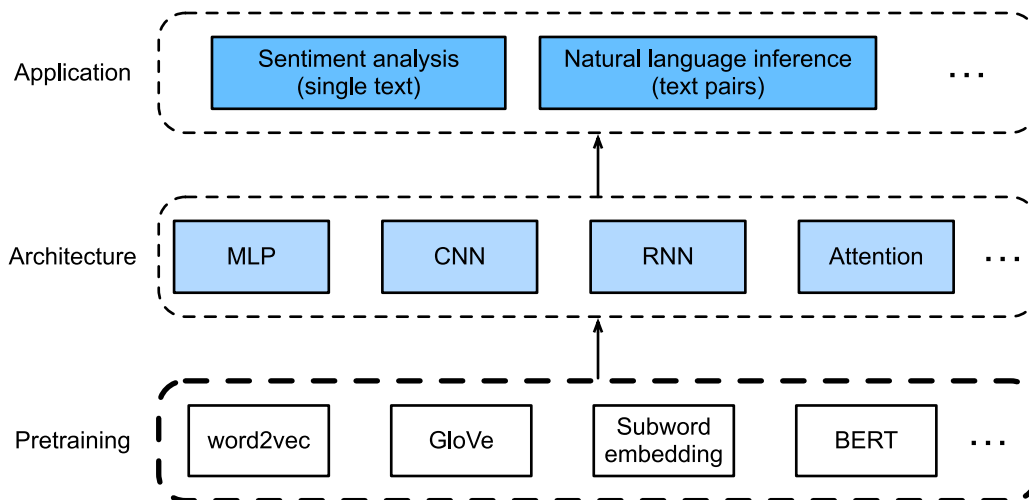 Application
Sentiment analysis
(single text)
Natural language inference
(text pairs)
...
Architecture
MLP
CNN
RNN
Attention
...
Pretraining
word2vec
GloVe
Subword
embedding
BERT
...